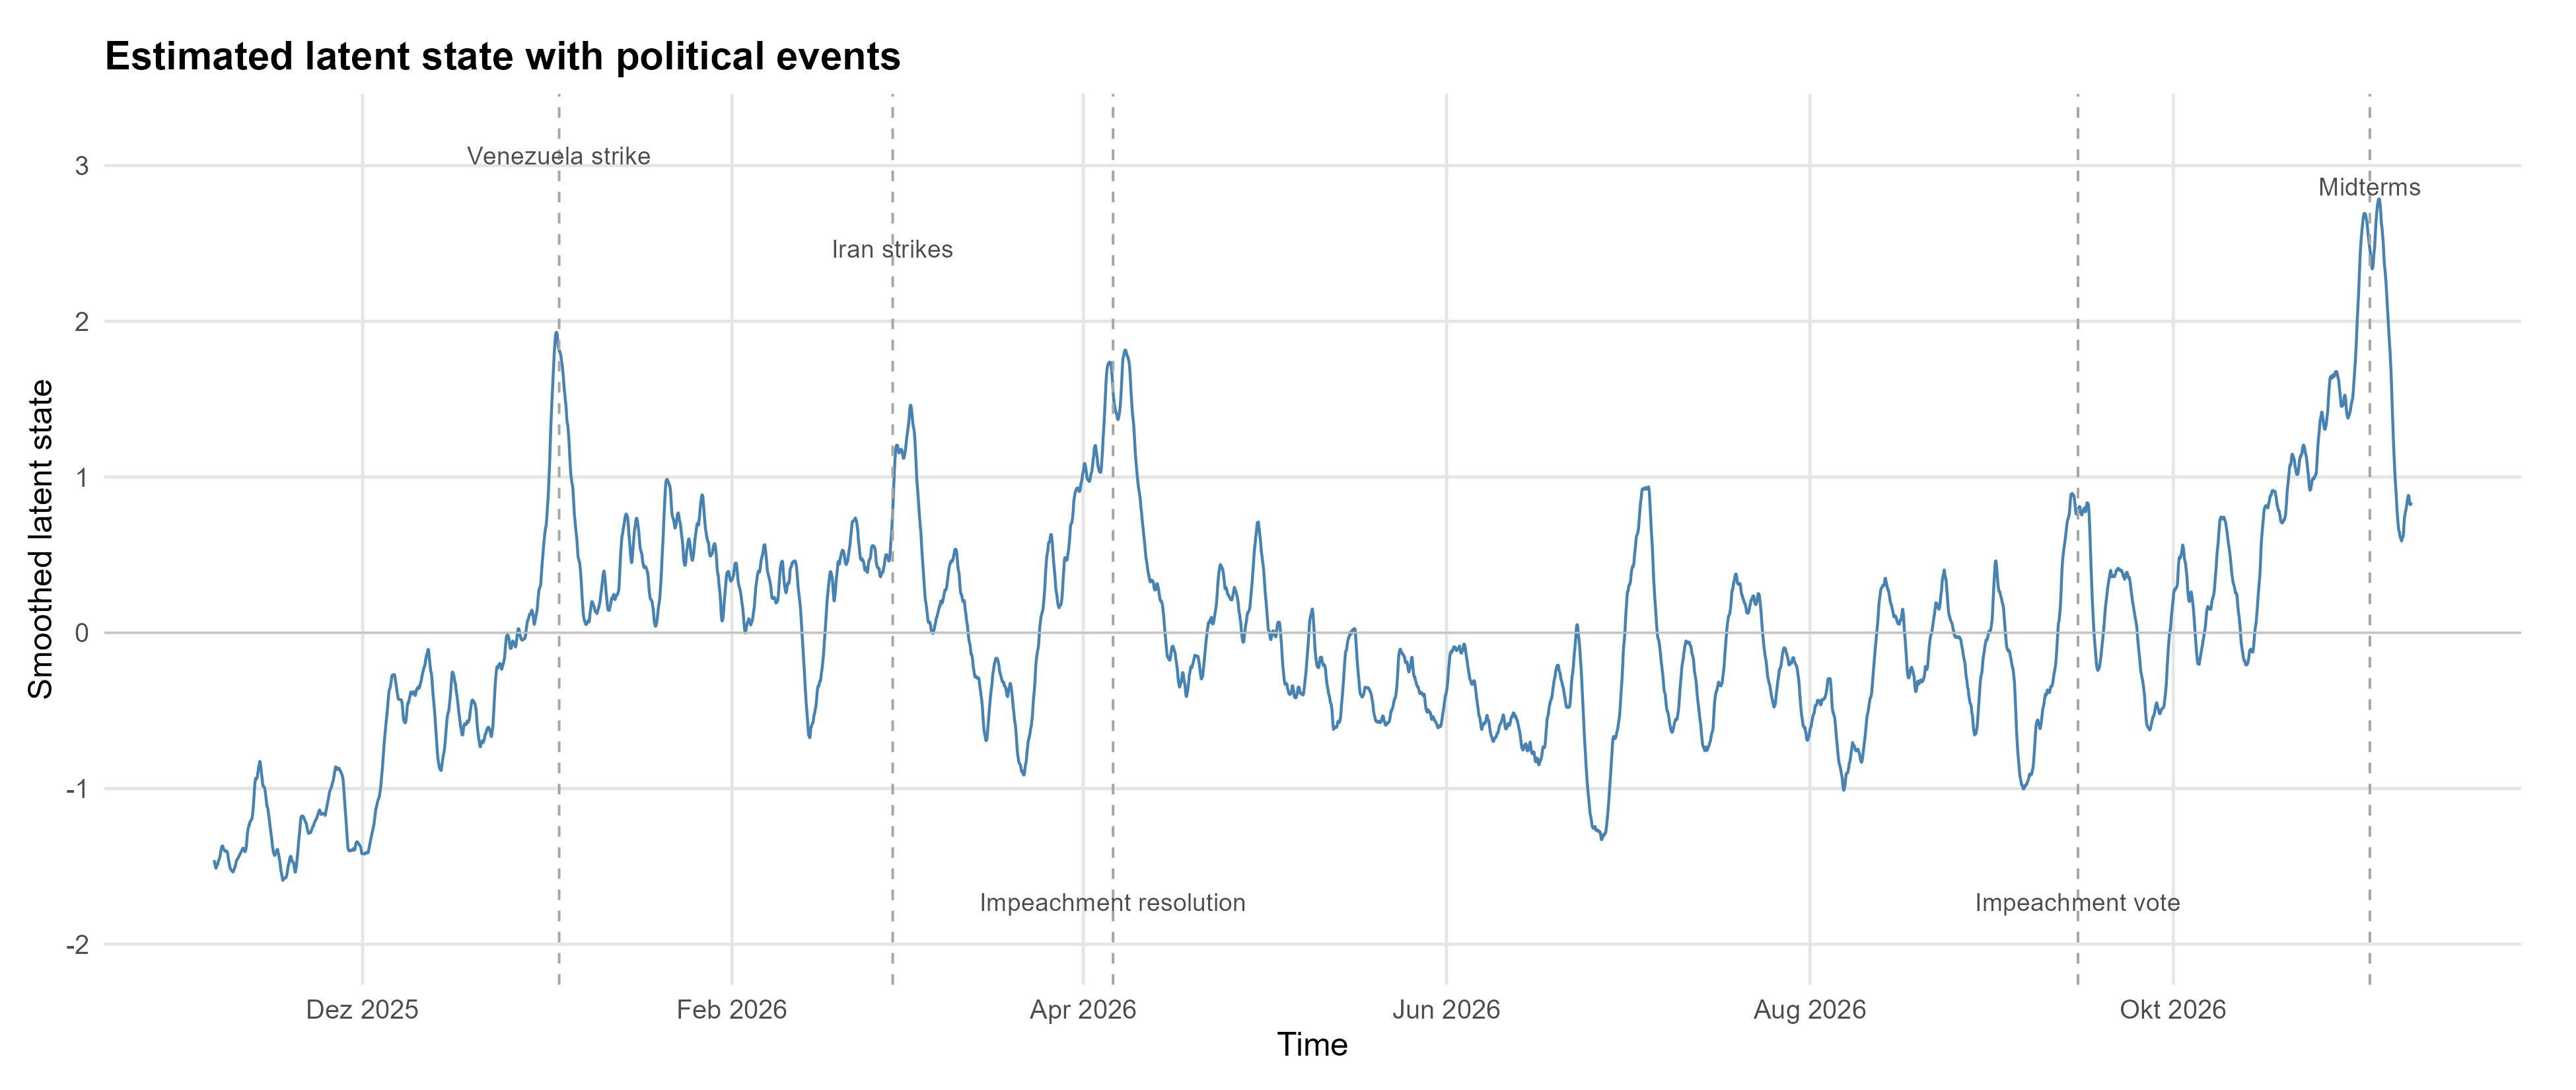 Estimated latent state with political events
Smoothed latent state
3
2
1
0
-1
-2
Venezuela strike
Iran strikes
Impeachment resolution
Impeachment vote
Midterms
Dez 2025
Feb 2026
Apr 2026
Jun 2026
Aug 2026
Okt 2026
Time